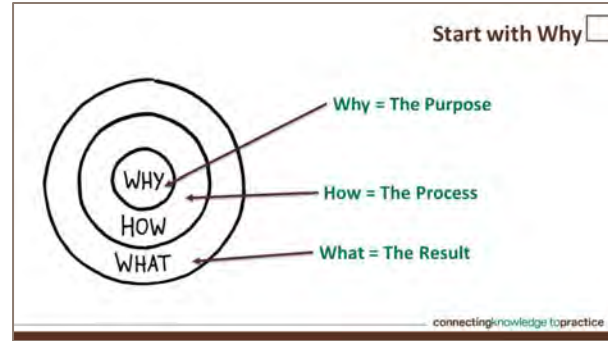 Start with Why
Why = The Purpose
WHY
How = The Process
HOW
What = The Result
WHAT
connectingknowledge topractice